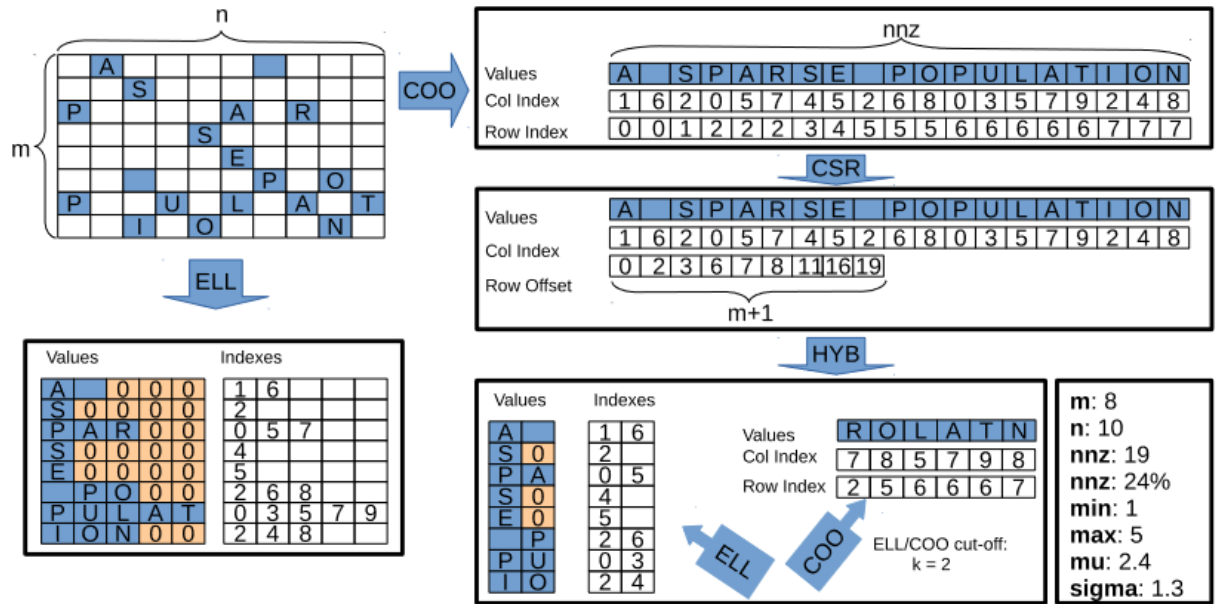 n
m
A
S
P A R
S
E
P O
P U L A T
I O N
COO
nnz
Values A S P A R S E P O P U L A T I O N
Col Index 1 6 2 0 5 7 4 5 2 6 8 0 3 5 7 9 2 4 8
Row Index 0 0 1 2 2 2 3 4 5 5 5 6 6 6 6 6 7 7 7
CSR
Values A S P A R S E P O P U L A T I O N
Col Index 1 6 2 0 5 7 4 5 2 6 8 0 3 5 7 9 2 4 8
Row Offset 0 2 3 6 7 8 11 16 19
m+1
ELL
Values Indexes
A 0 0 0 1 6
S 0 0 0 0 2
P A R 0 0 0 5 7
S 0 0 0 0 4
E 0 0 0 0 5
P O 0 0 2 6 8
P U L A T 0 3 5 7 9
I O N 0 0 2 4 8
HYB
Values Indexes
A 1 6
S 0 2
P A 0 5
S 0 4
E 0 5
P 2 6
P U 0 3
I O 2 4
Values R O L A T N
Col Index 7 8 5 7 9 8
Row Index 2 5 6 6 6 7
ELL
COO
ELL/COO cut-off:
k = 2
m: 8
n: 10
nnz: 19
nnz: 24%
min: 1
max: 5
mu: 2.4
sigma: 1.3